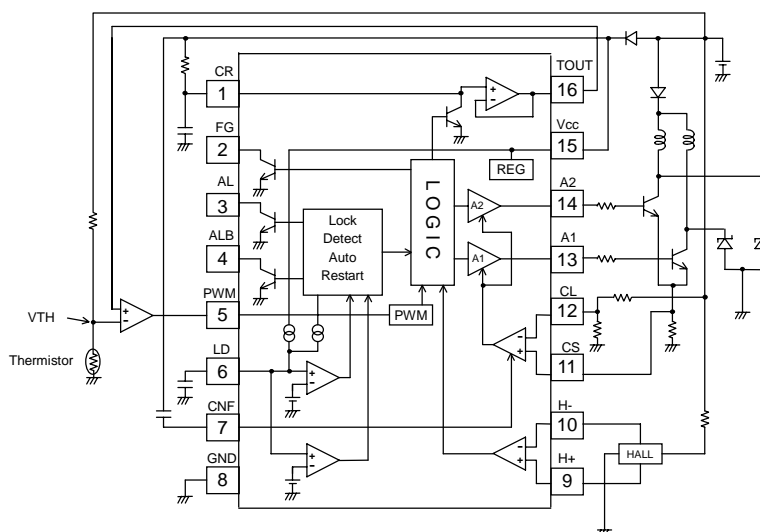 CR
1
TOUT
16
FG
2
Vcc
15
REG
AL
3
LOGIC
A2
A2
14
Lock
Detect
Auto
Restart
ALB
4
A1
A1
13
VTH
PWM
5
PWM
CL
12
Thermistor
LD
6
CS
11
CNF
7
H-
10
GND
8
HALL
H+
9
+
-
+
-
+
-
+
-
-
+
-
+